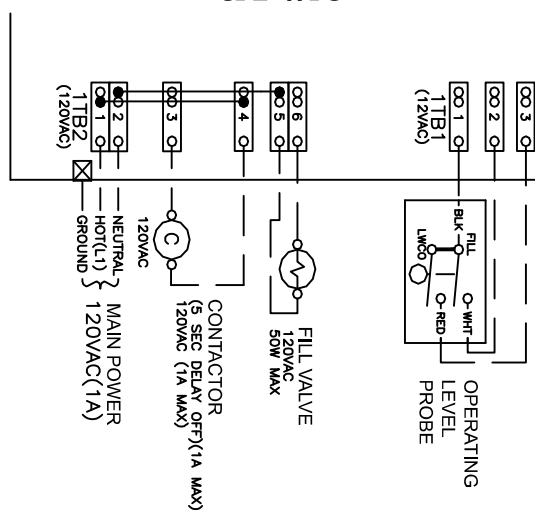 1TB2
(120VAC)
1
2
3
4
5
6
1TB1
(12VAC)
1
2
3
GROUND
HOT(L1)
NEUTRAL
MAIN POWER
120VAC(1A)
C
120VAC
CONTACTOR
(5 SEC DELAY OFF)(1A MAX)
120VAC (1A MAX)
FILL VALVE
120VAC
50W MAX
BLK
FILL
LWCO
WHT
RED
OPERATING
LEVEL
PROBE